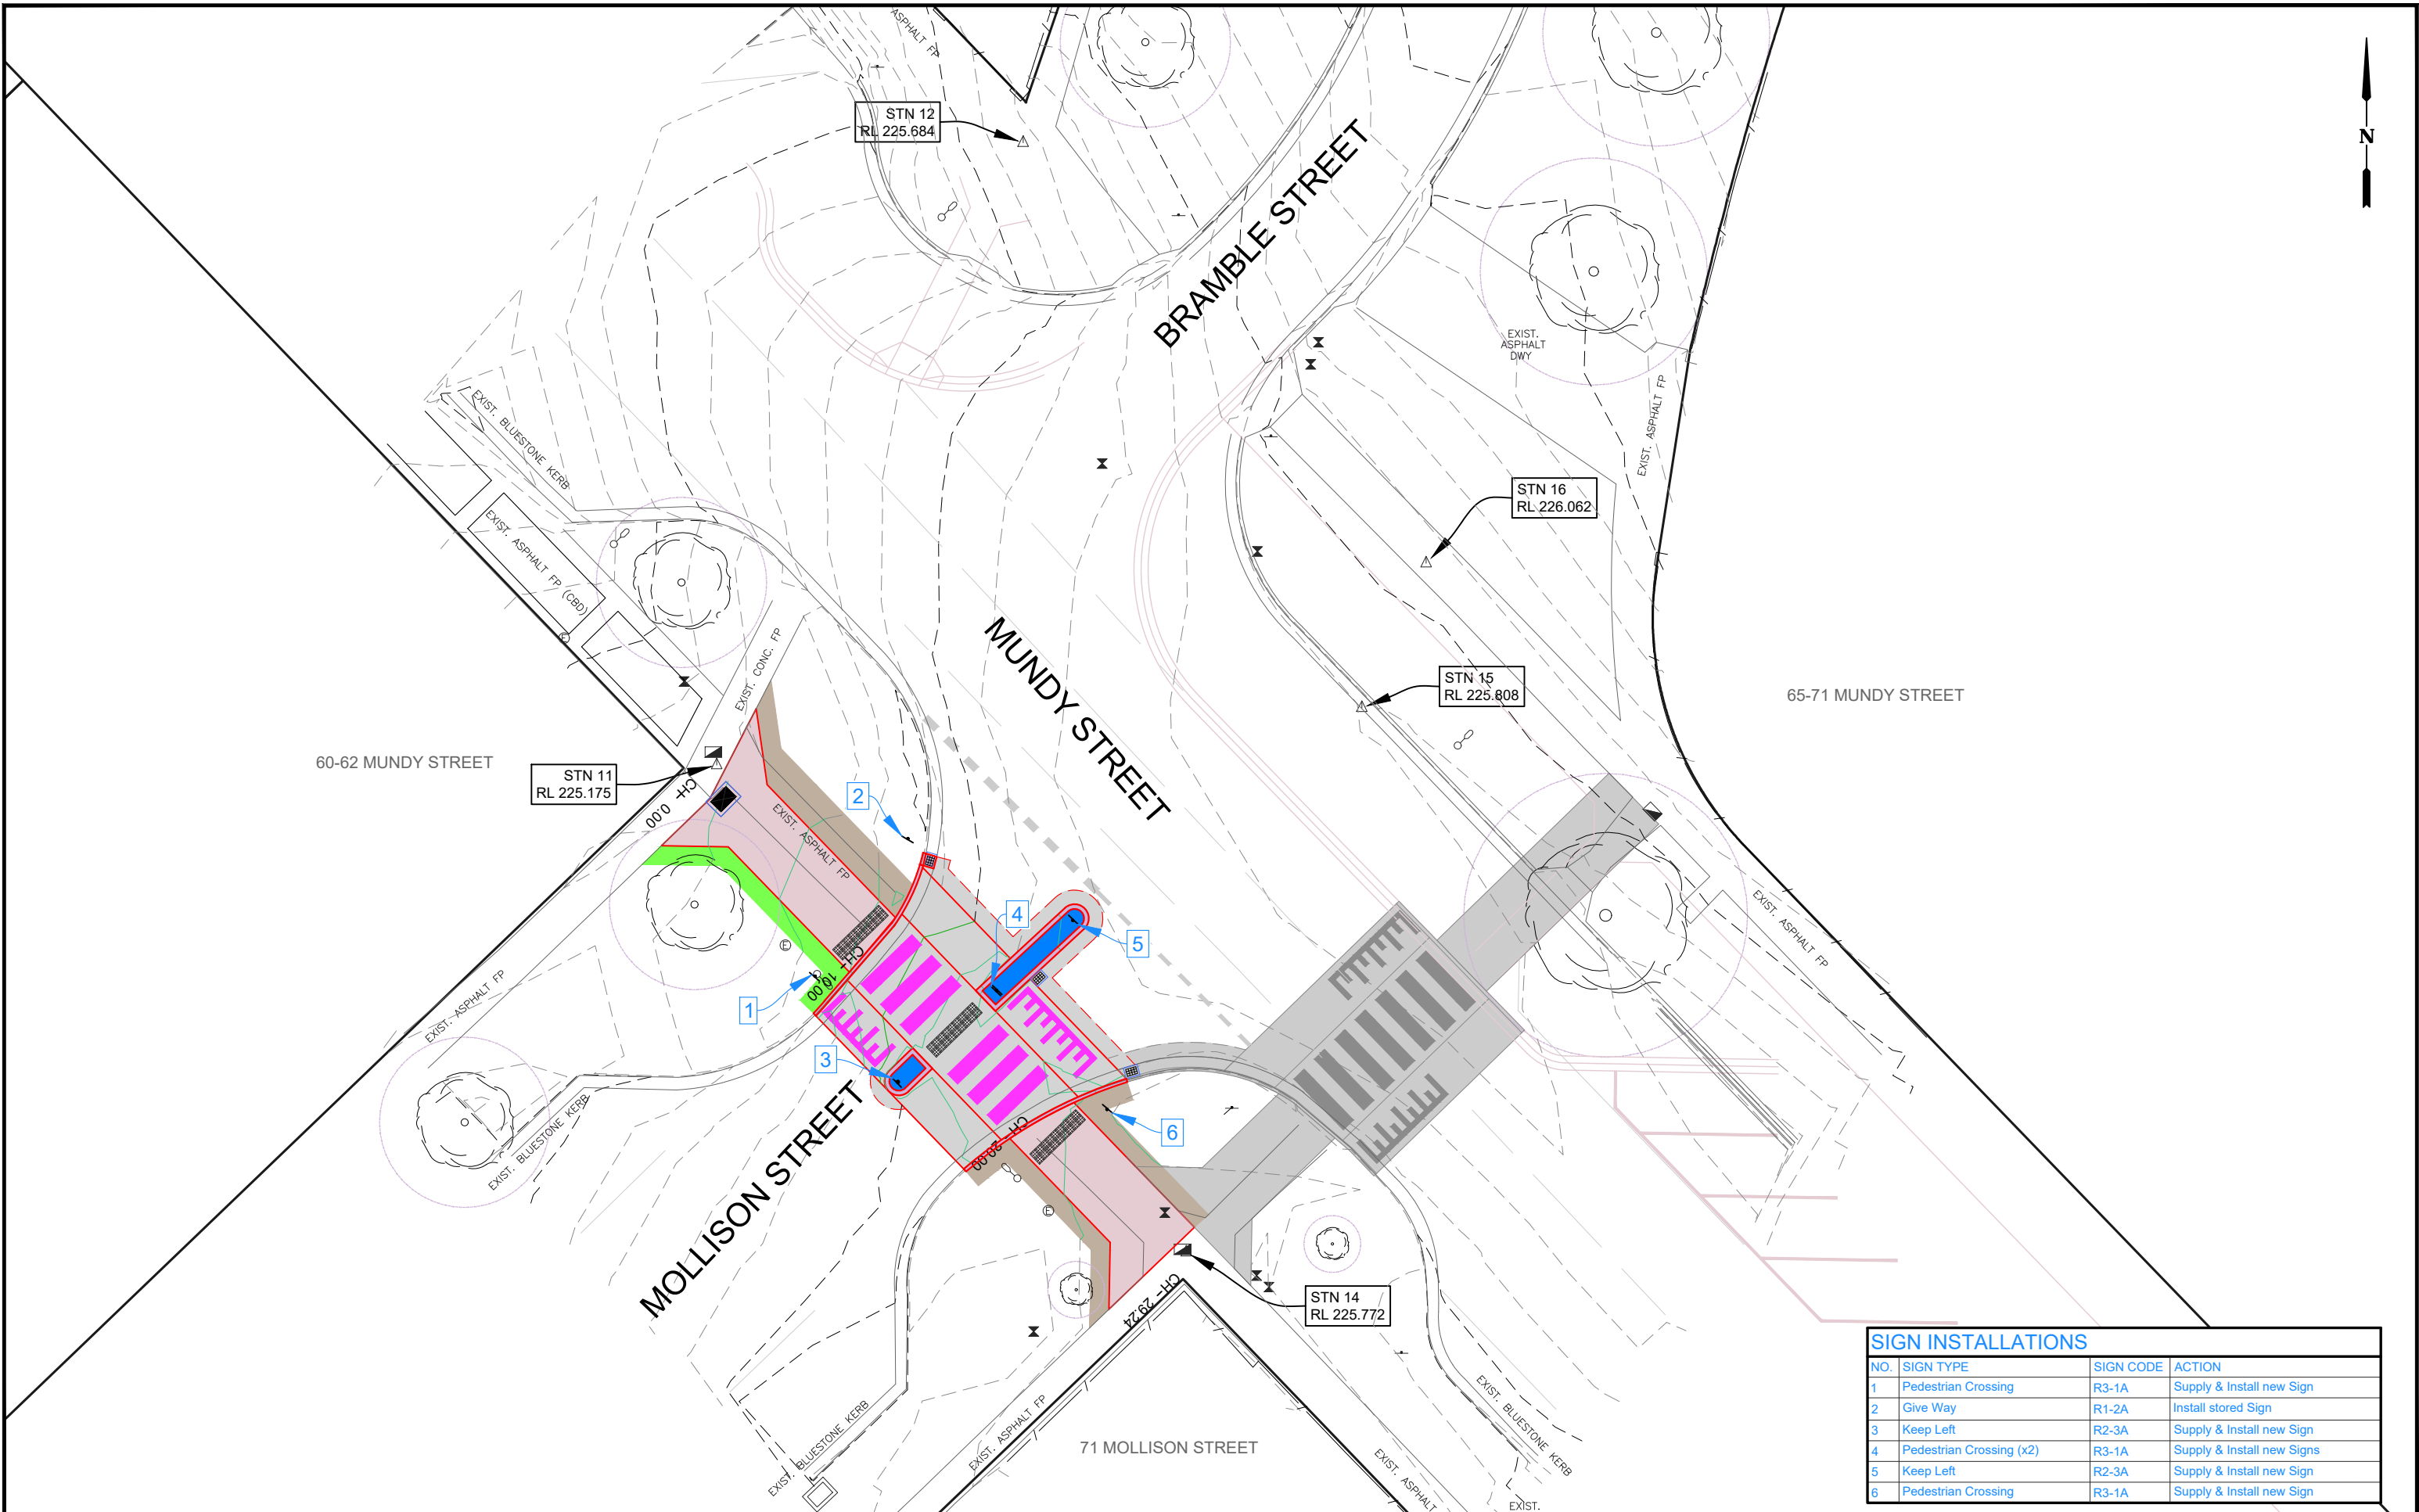 ASPHALT FP
STN 12
RL 225.684
N
BRAMBLE STREET
EXIST.
ASPHALT
DWY
EXIST. ASPHALT FP
EXIST. BLUESTONE KERB
STN 16
RL 226.062
EXIST. ASPHALT FP (CBD)
MUNDY STREET
EXIST. CONC. FP
STN 15
RL 225.808
65-71 MUNDY STREET
60-62 MUNDY STREET
STN 11
RL 225.175
CH- 0.00
2
EXIST. ASPHALT FP
4
5
EXIST. ASPHALT FP
CH- 10.00
1
EXIST. ASPHALT FP
3
6
EXIST. BLUESTONE KERB
CH- 20.00
MOLLISON STREET
E
E
E
CH- 29.24
STN 14
RL 225.772
EXIST. BLUESTONE KERB
EXIST. ASPHALT FP
71 MOLLISON STREET
EXIST. BLUESTONE KERB
EXIST. ASPHALT
EXIST.
SIGN INSTALLATIONS
NO. SIGN TYPE SIGN CODE ACTION
1 Pedestrian Crossing R3-1A Supply & Install new Sign
2 Give Way R1-2A Install stored Sign
3 Keep Left R2-3A Supply & Install new Sign
4 Pedestrian Crossing (x2) R3-1A Supply & Install new Signs
5 Keep Left R2-3A Supply & Install new Sign
6 Pedestrian Crossing R3-1A Supply & Install new Sign